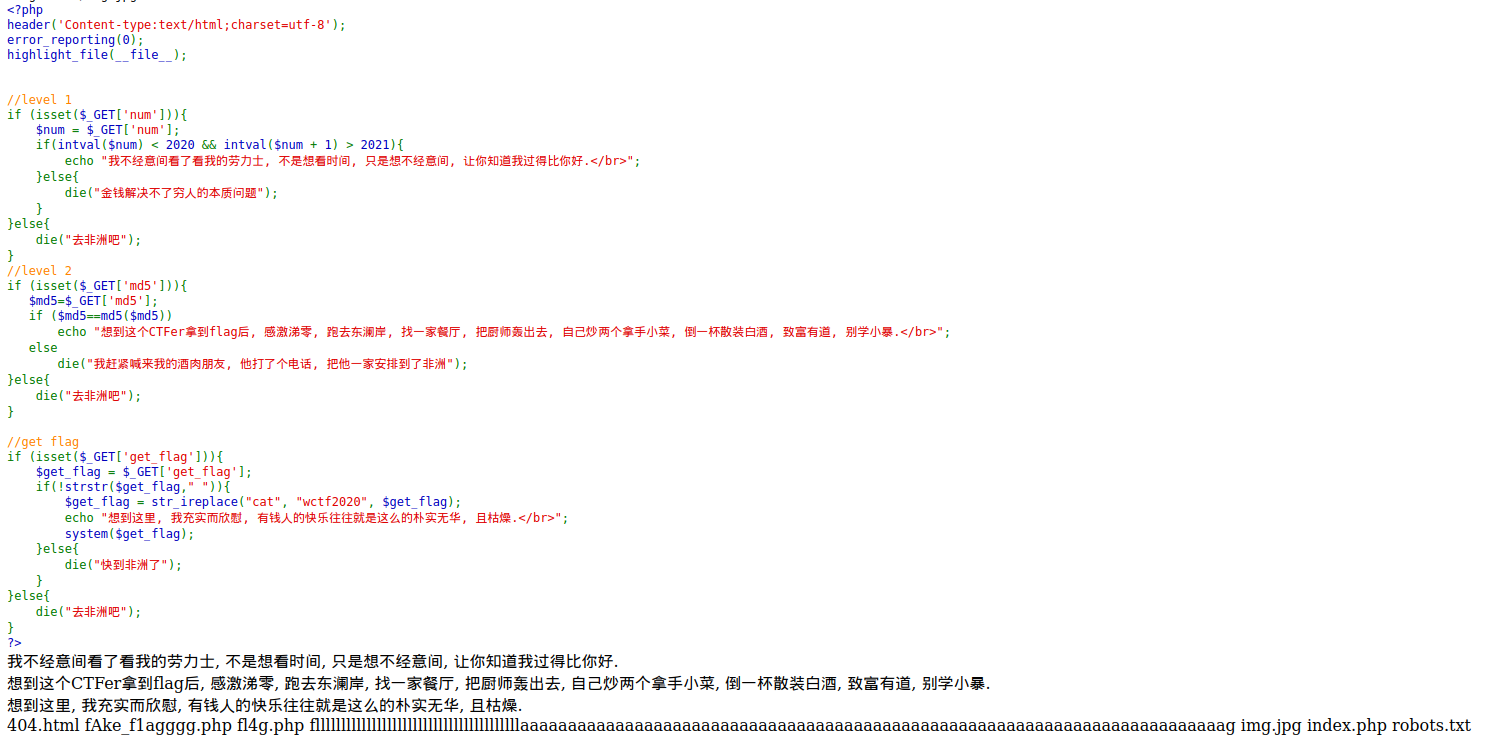 <?php
header('Content-type:text/html;charset=utf-8');
error_reporting(0);
highlight_file(__file__);
//level 1
if (isset($_GET['num'])){
    $num = $_GET['num'];
    if(intval($num) < 2020 && intval($num + 1) > 2021){
        echo "我不经意间看了看我的劳力士, 不是想看时间, 只是想不经意间, 让你知道我过得比你好.</br>";
    }else{
        die("金钱解决不了穷人的本质问题");
    }
}else{
    die("去非洲吧");
}
//level 2
if (isset($_GET['md5'])){
   $md5=$_GET['md5'];
   if ($md5==md5($md5))
       echo "想到这个CTFer拿到flag后, 感激涕零, 跑去东澜岸, 找一家餐厅, 把厨师轰出去, 自己炒两个拿手小菜, 倒一杯散装白酒, 致富有道, 别学小暴.</br>";
   else
       die("我赶紧喊来我的酒肉朋友, 他打了个电话, 把他一家安排到了非洲");
}else{
    die("去非洲吧");
}
//get flag
if (isset($_GET['get_flag'])){
    $get_flag = $_GET['get_flag'];
    if(!strstr($get_flag," ")){
        $get_flag = str_ireplace("cat", "wctf2020", $get_flag);
        echo "想到这里, 我充实而欣慰, 有钱人的快乐往往就是这么的朴实无华, 且枯燥.</br>";
        system($get_flag);
    }else{
        die("快到非洲了");
    }
}else{
    die("去非洲吧");
}
?>
我不经意间看了看我的劳力士, 不是想看时间, 只是想不经意间, 让你知道我过得比你好.
想到这个CTFer拿到flag后, 感激涕零, 跑去东澜岸, 找一家餐厅, 把厨师轰出去, 自己炒两个拿手小菜, 倒一杯散装白酒, 致富有道, 别学小暴.
想到这里, 我充实而欣慰, 有钱人的快乐往往就是这么的朴实无华, 且枯燥.
404.html fAke_f1agggg.php fl4g.php img.jpg index.php robots.txt